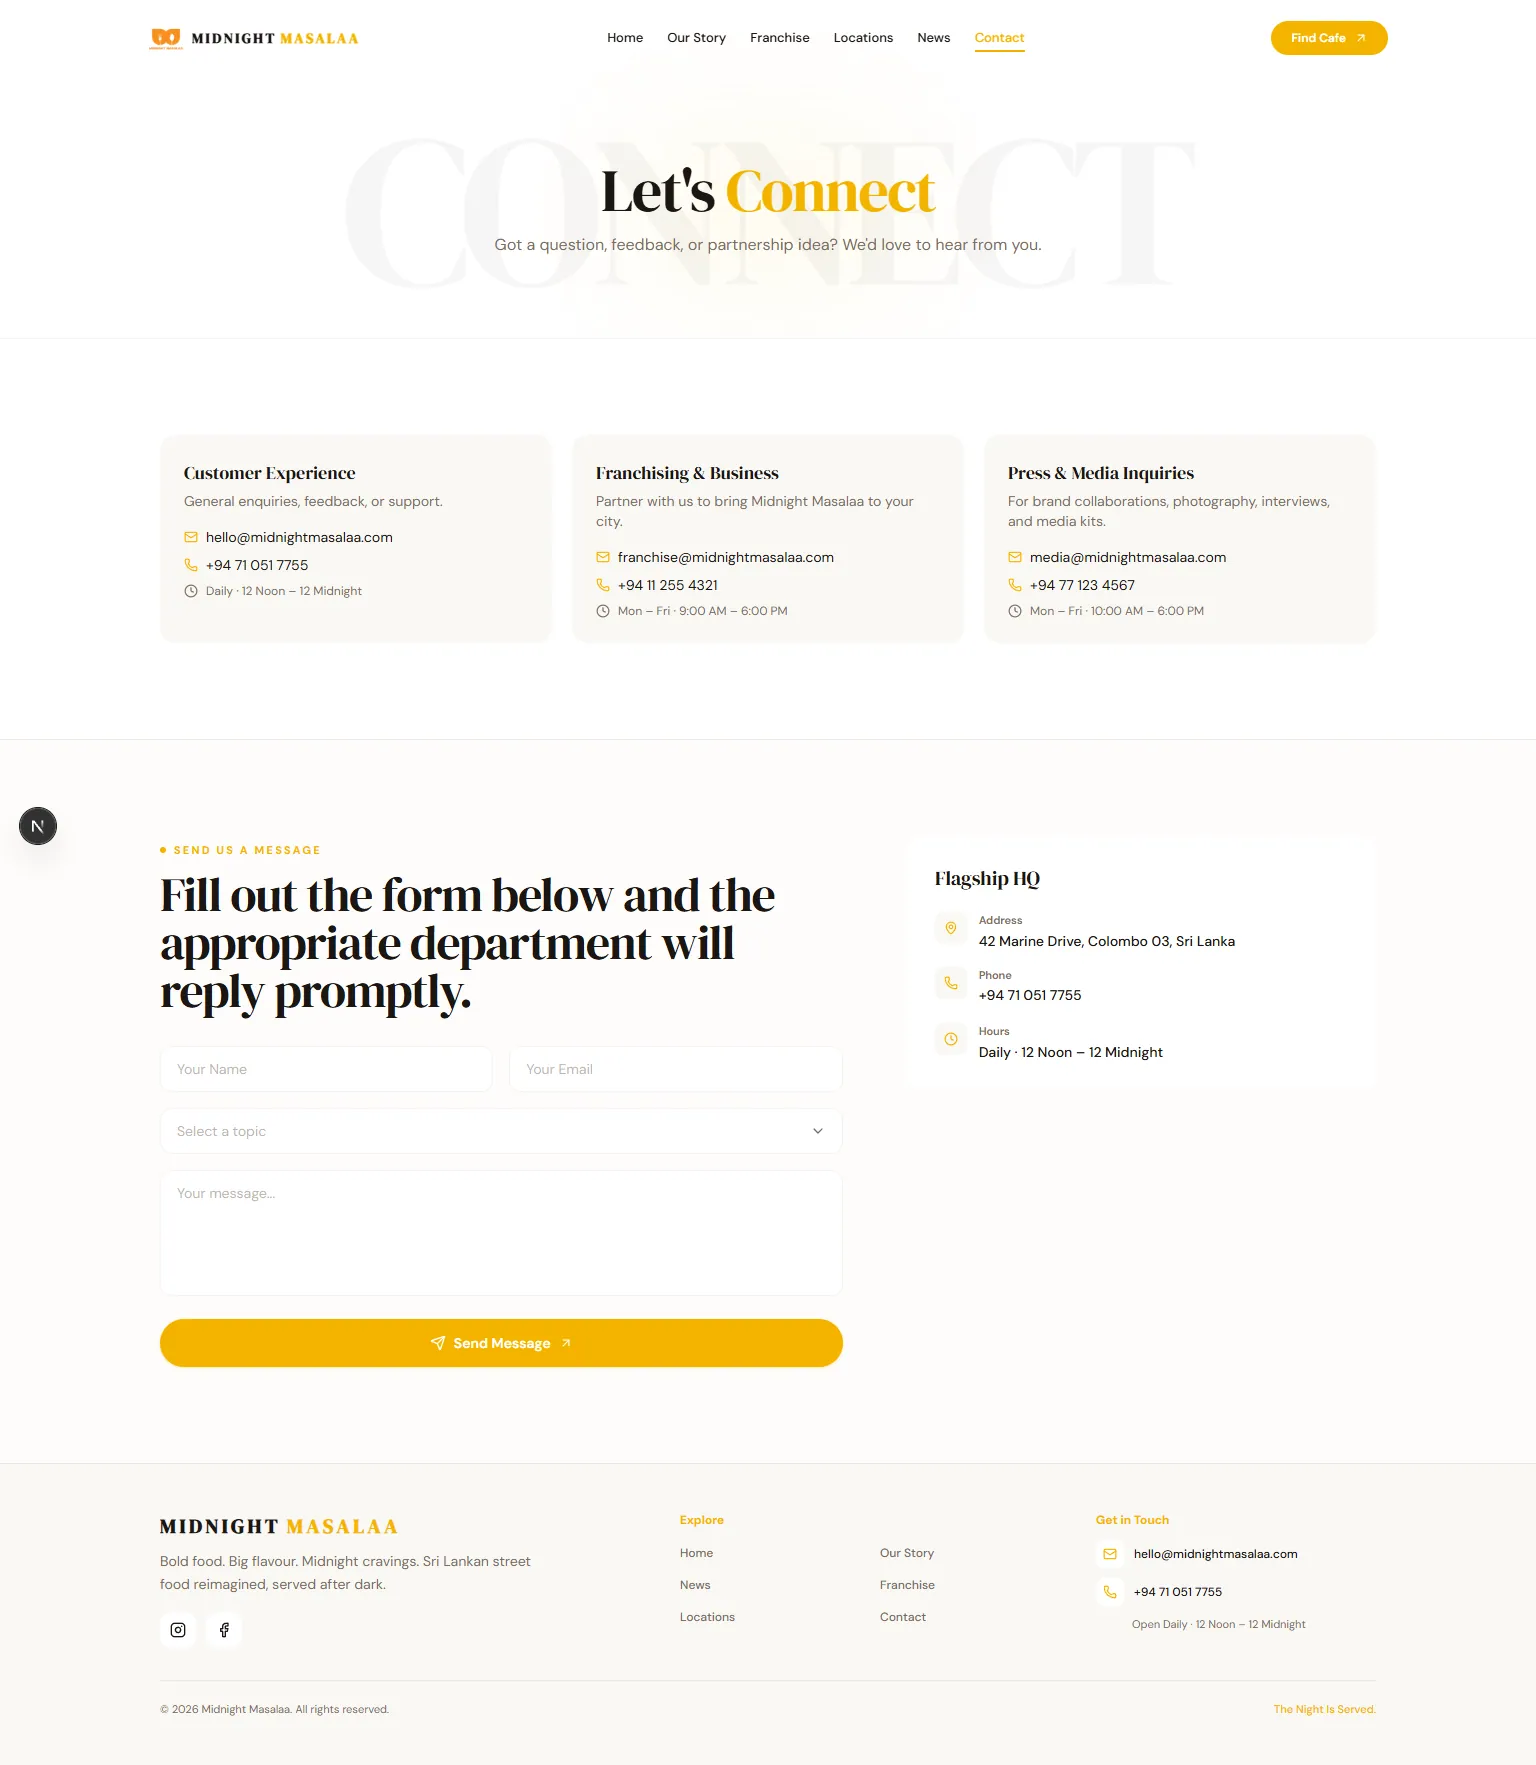 MIDNIGHT MASALAA
Home Our Story Franchise Locations News Contact
Find Cafe
CONNECT
Let's Connect
Got a question, feedback, or partnership idea? We'd love to hear from you.
Customer Experience
General enquiries, feedback, or support.
hello@midnightmasalaa.com
+94 71 051 7755
Daily · 12 Noon – 12 Midnight
Franchising & Business
Partner with us to bring Midnight Masalaa to your
city.
franchise@midnightmasalaa.com
+94 11 255 4321
Mon – Fri · 9:00 AM – 6:00 PM
Press & Media Inquiries
For brand collaborations, photography, interviews,
and media kits.
media@midnightmasalaa.com
+94 77 123 4567
Mon – Fri · 10:00 AM – 6:00 PM
N
SEND US A MESSAGE
Fill out the form below and the
appropriate department will
reply promptly.
Your Name
Your Email
Select a topic
Your message...
Send Message
Flagship HQ
Address
42 Marine Drive, Colombo 03, Sri Lanka
Phone
+94 71 051 7755
Hours
Daily · 12 Noon – 12 Midnight
MIDNIGHT MASALAA
Bold food. Big flavour. Midnight cravings. Sri Lankan street
food reimagined, served after dark.
Explore
Home
Our Story
News
Franchise
Locations
Contact
Get in Touch
hello@midnightmasalaa.com
+94 71 051 7755
Open Daily · 12 Noon – 12 Midnight
© 2026 Midnight Masalaa. All rights reserved.
The Night Is Served.